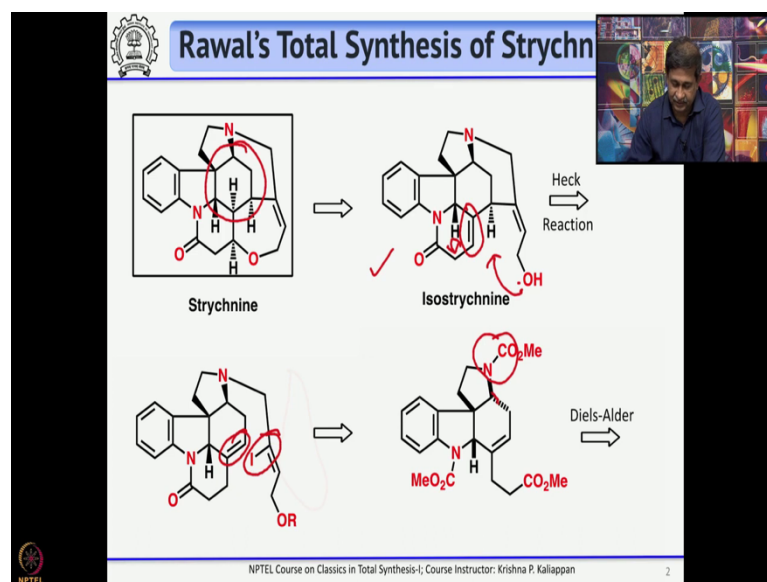 Rawal's Total Synthesis of Strychn
N
H
N
H
H
O
O
H
Strychnine
N
N
H
H
O
OH
Isostrychnine
Heck
Reaction
N
I
N
H
O
OR
CO₂Me
N
N
H
MeO₂C
CO₂Me
Diels-Alder
NPTEL
NPTEL Course on Classics in Total Synthesis-I; Course Instructor: Krishna P. Kaliappan
2